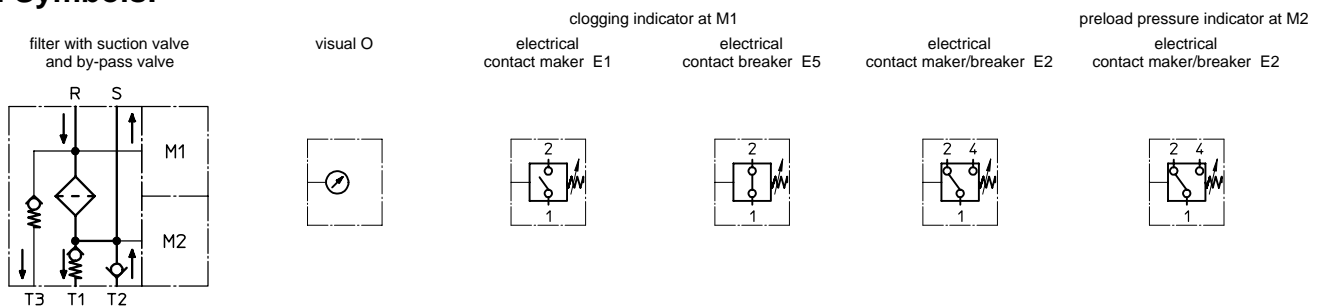 Symbols:
clogging indicator at M1
preload pressure indicator at M2
filter with suction valve
and by-pass valve
visual O
electrical
contact maker E1
electrical
contact breaker E5
electrical
contact maker/breaker E2
electrical
contact maker/breaker E2
R S
M1
M2
T3 T1 T2
2
1
2
1
2 4
1
2 4
1